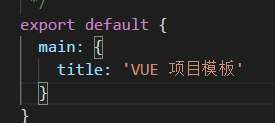 */
export default {
  main: {
    title: 'VUE 项目模板'
  }
}